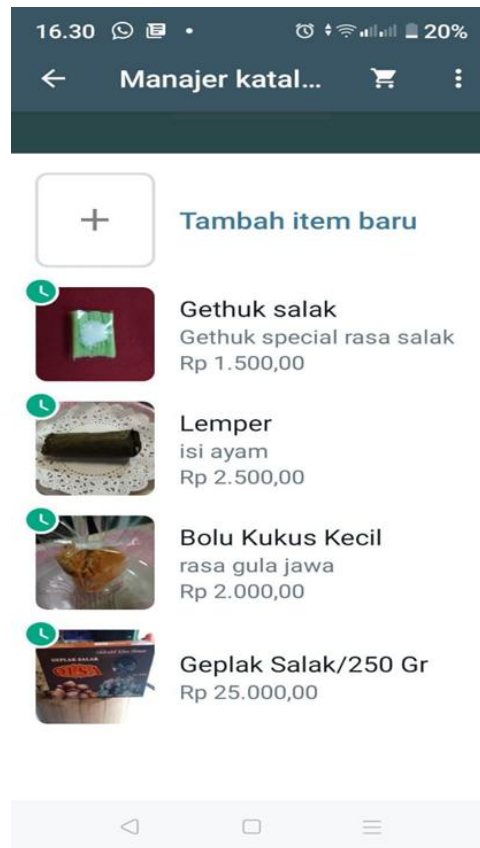 16.30 20%
Manajer katal...
Tambah item baru
Gethuk salak
Gethuk special rasa salak
Rp 1.500,00
Lemper
isi ayam
Rp 2.500,00
Bolu Kukus Kecil
rasa gula jawa
Rp 2.000,00
GEPLAK SALAK
Geplak Salak/250 Gr
Rp 25.000,00